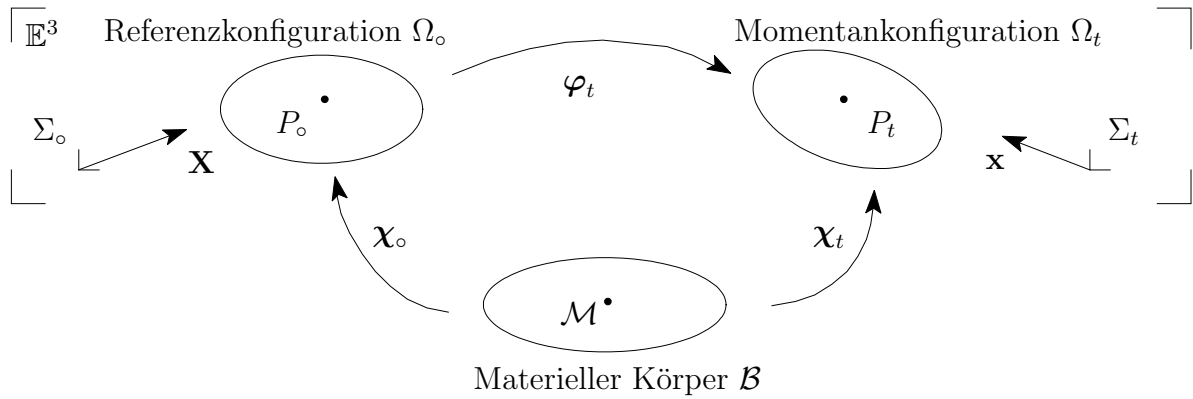 𝔼³ Referenzkonfiguration Ω∘ Momentankonfiguration Ωₜ
𝛗ₜ
P∘ Pₜ
Σ∘ Σₜ
𝐗 𝐱
𝛘∘ 𝛘ₜ
ℳ
Materieller Körper ℬ